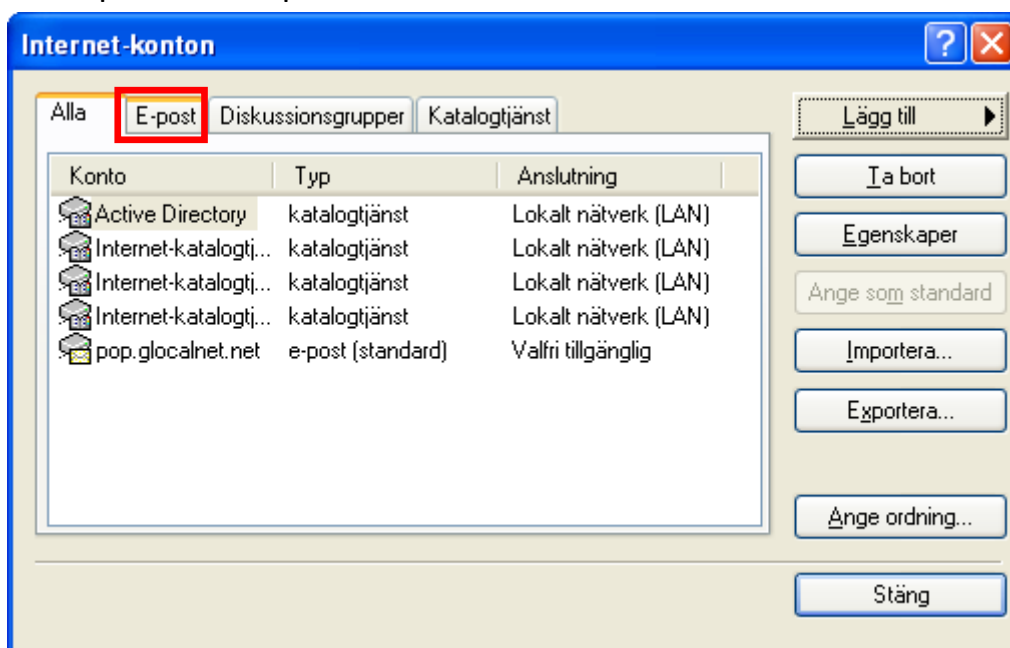 Internet-konton
Alla E-post Diskussionsgrupper Katalogtjänst
Lägg till
Konto Typ Anslutning
Ta bort
Active Directory katalogtjänst Lokalt nätverk (LAN)
Egenskaper
Internet-katalogtj... katalogtjänst Lokalt nätverk (LAN)
Internet-katalogtj... katalogtjänst Lokalt nätverk (LAN)
Ange som standard
Internet-katalogtj... katalogtjänst Lokalt nätverk (LAN)
pop.glocalnet.net e-post (standard) Valfri tillgänglig
Importera...
Exportera...
Ange ordning...
Stäng